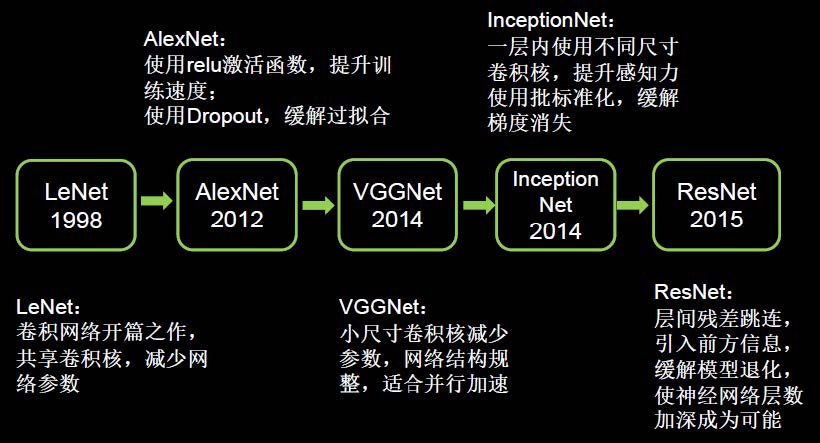 AlexNet：
使用relu激活函数，提升训
练速度；
使用Dropout，缓解过拟合
InceptionNet：
一层内使用不同尺寸
卷积核，提升感知力
使用批标准化，缓解
梯度消失
LeNet
1998
AlexNet
2012
VGGNet
2014
Inception
Net
2014
ResNet
2015
LeNet：
卷积网络开篇之作，
共享卷积核，减少网
络参数
VGGNet：
小尺寸卷积核减少
参数，网络结构规
整，适合并行加速
ResNet：
层间残差跳连，
引入前方信息，
缓解模型退化，
使神经网络层数
加深成为可能